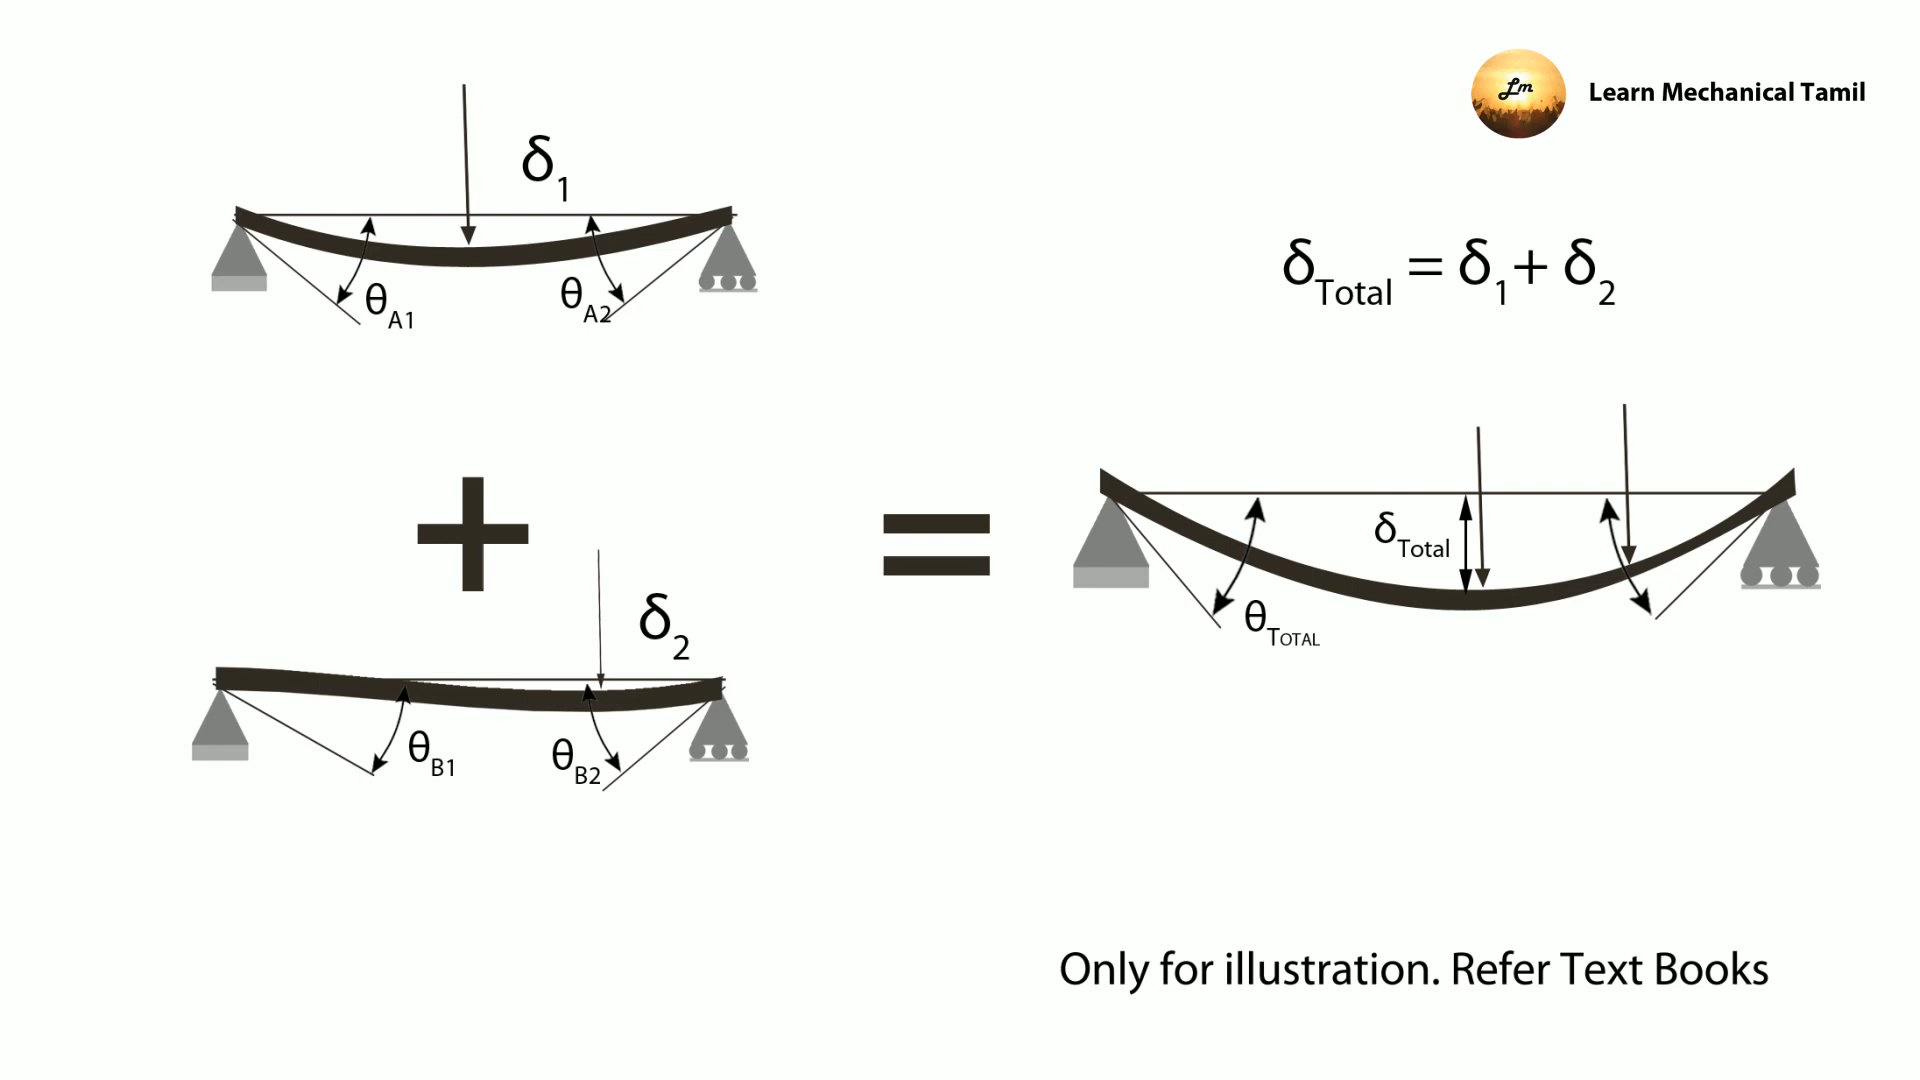 Lm
Learn Mechanical Tamil
δ1
θA1
θA2
δTotal = δ1+ δ2
δTotal
θTOTAL
δ2
θB1
θB2
Only for illustration. Refer Text Books